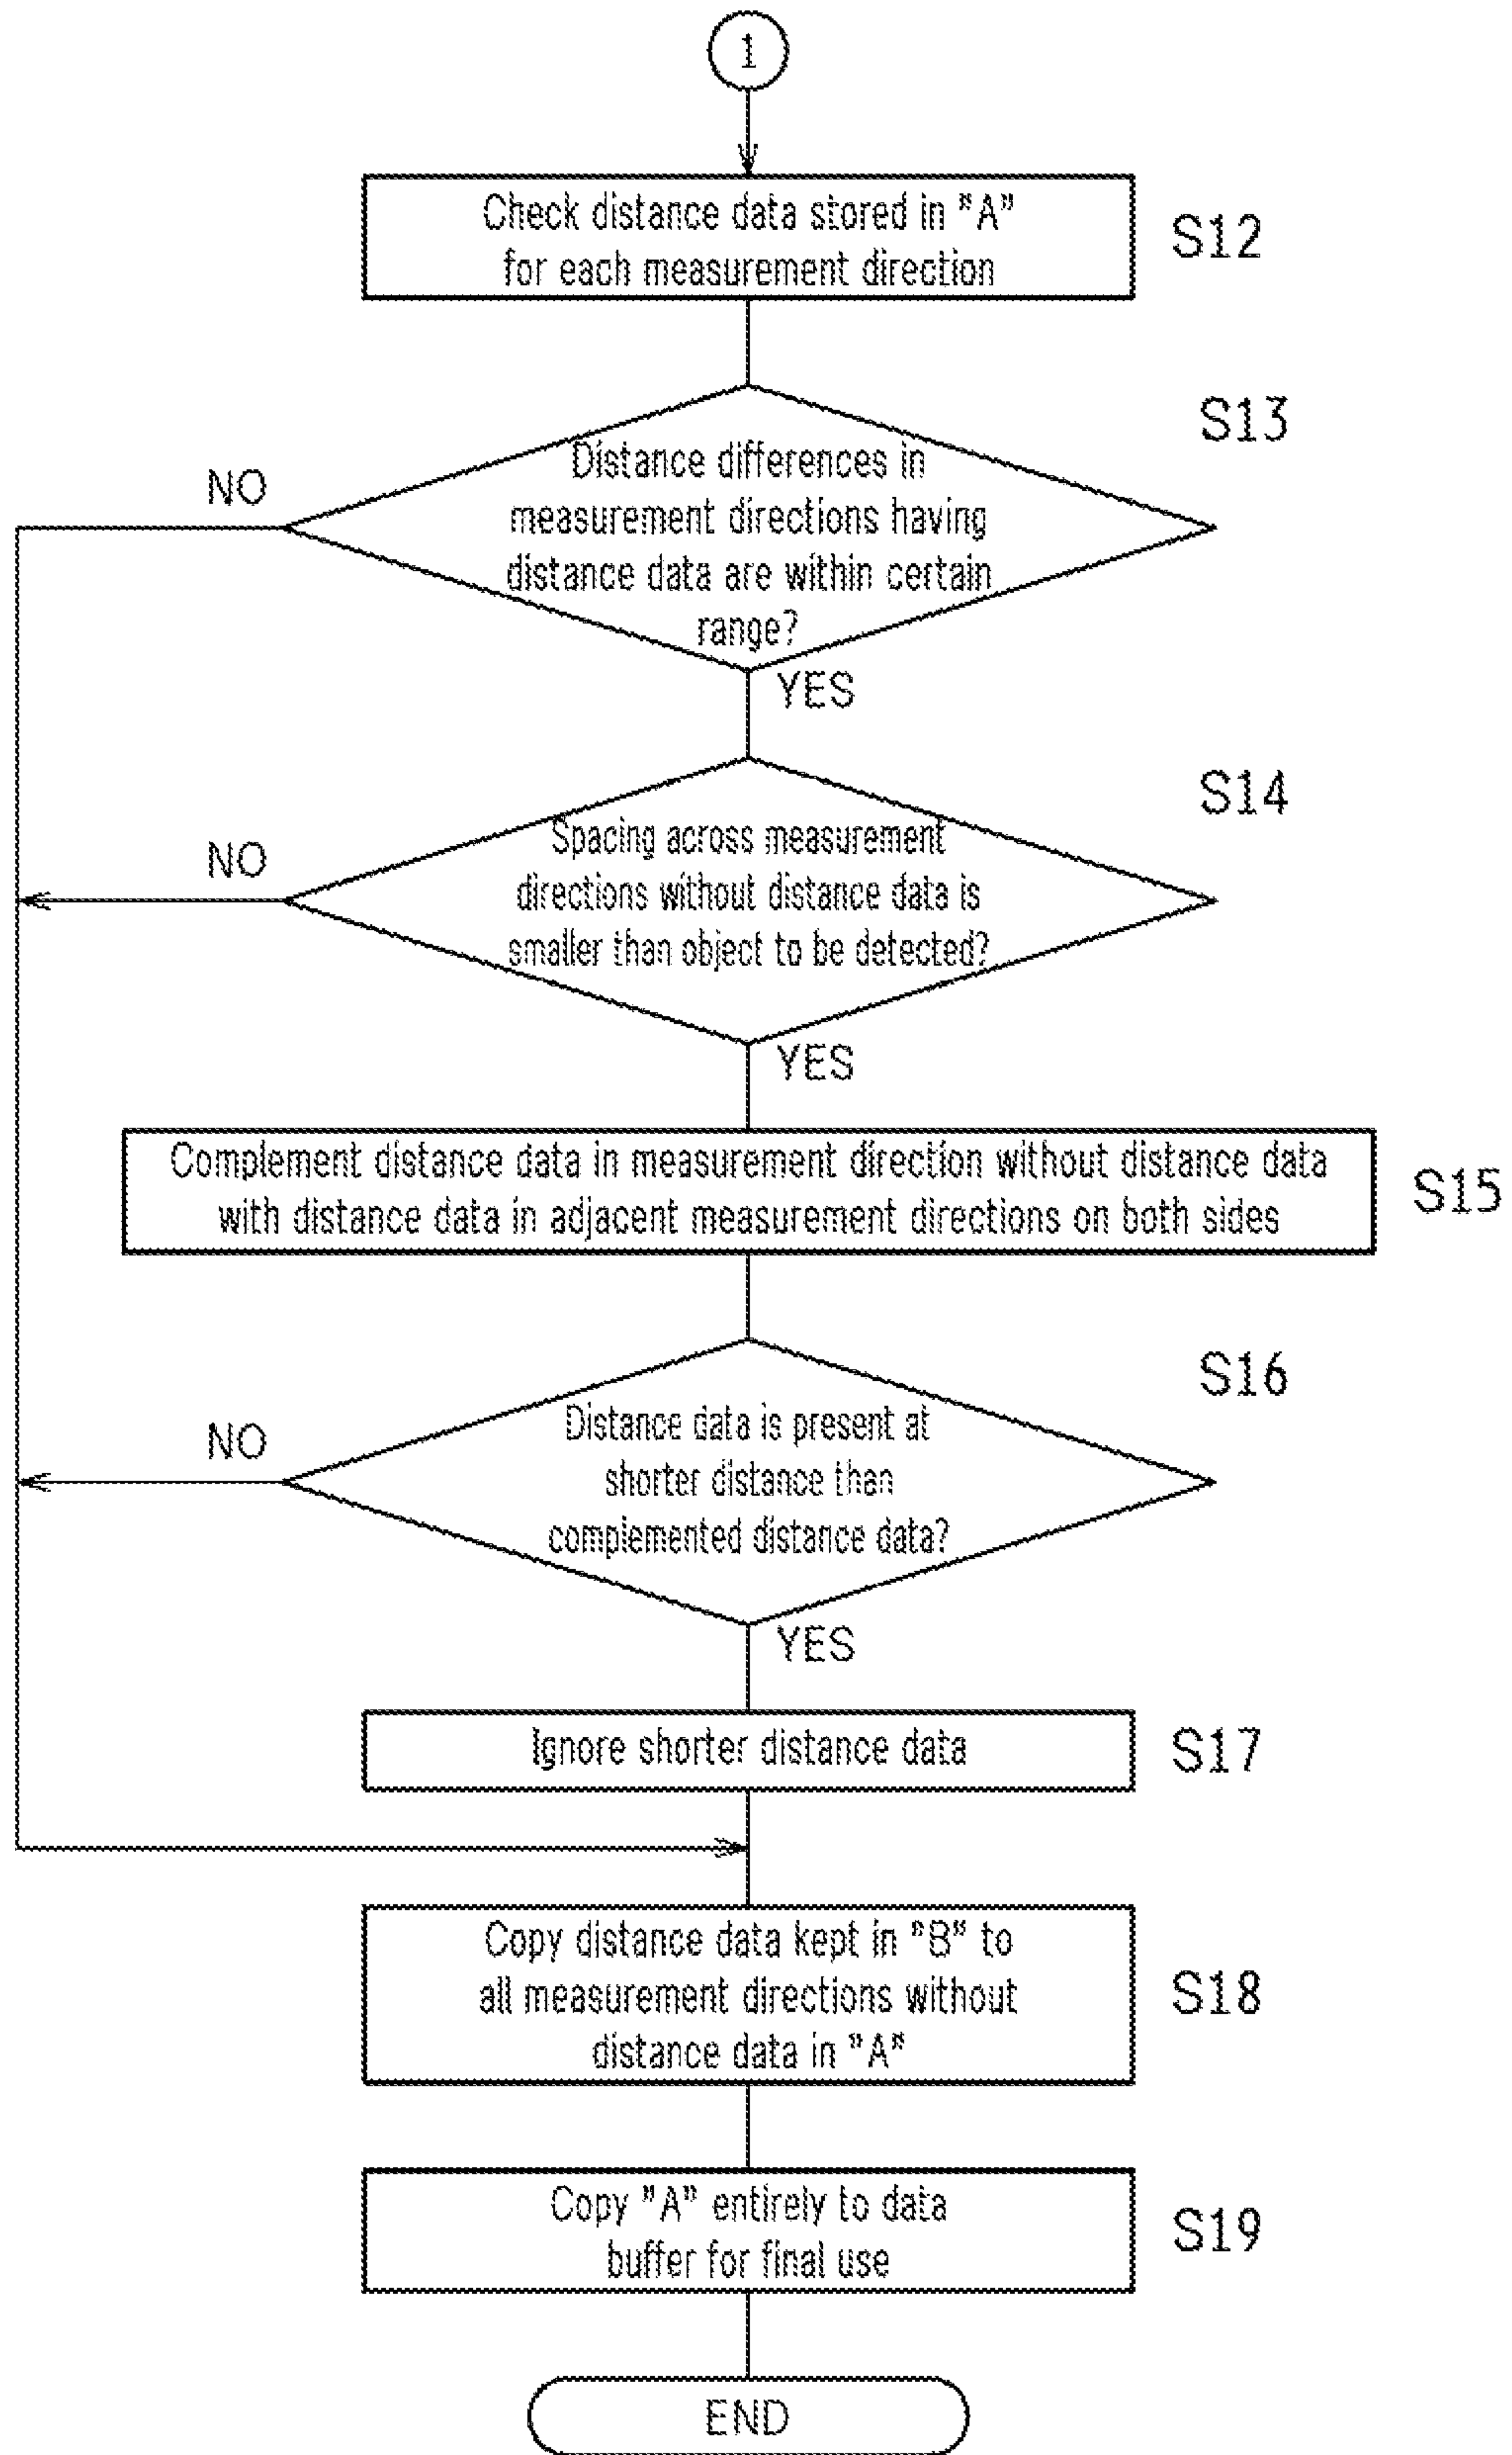 1
Check distance data stored in "A"
for each measurement direction
S12
S13
Distance differences in
measurement directions having
distance data are within certain
range?
NO
YES
S14
Spacing across measurement
directions without distance data is
smaller than object to be detected?
NO
YES
Complement distance data in measurement direction without distance data
with distance data in adjacent measurement directions on both sides
S15
S16
Distance data is present at
shorter distance than
complemented distance data?
NO
YES
Ignore shorter distance data
S17
Copy distance data kept in "B" to
all measurement directions without
distance data in "A"
S18
Copy "A" entirely to data
buffer for final use
S19
END